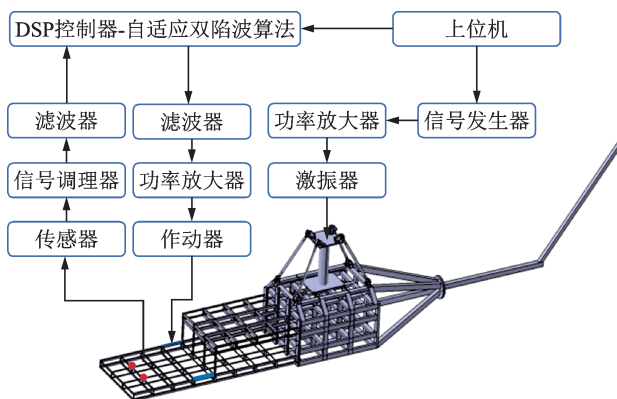 DSP控制器-自适应双陷波算法
上位机
滤波器
滤波器
功率放大器
信号发生器
信号调理器
功率放大器
激振器
传感器
作动器